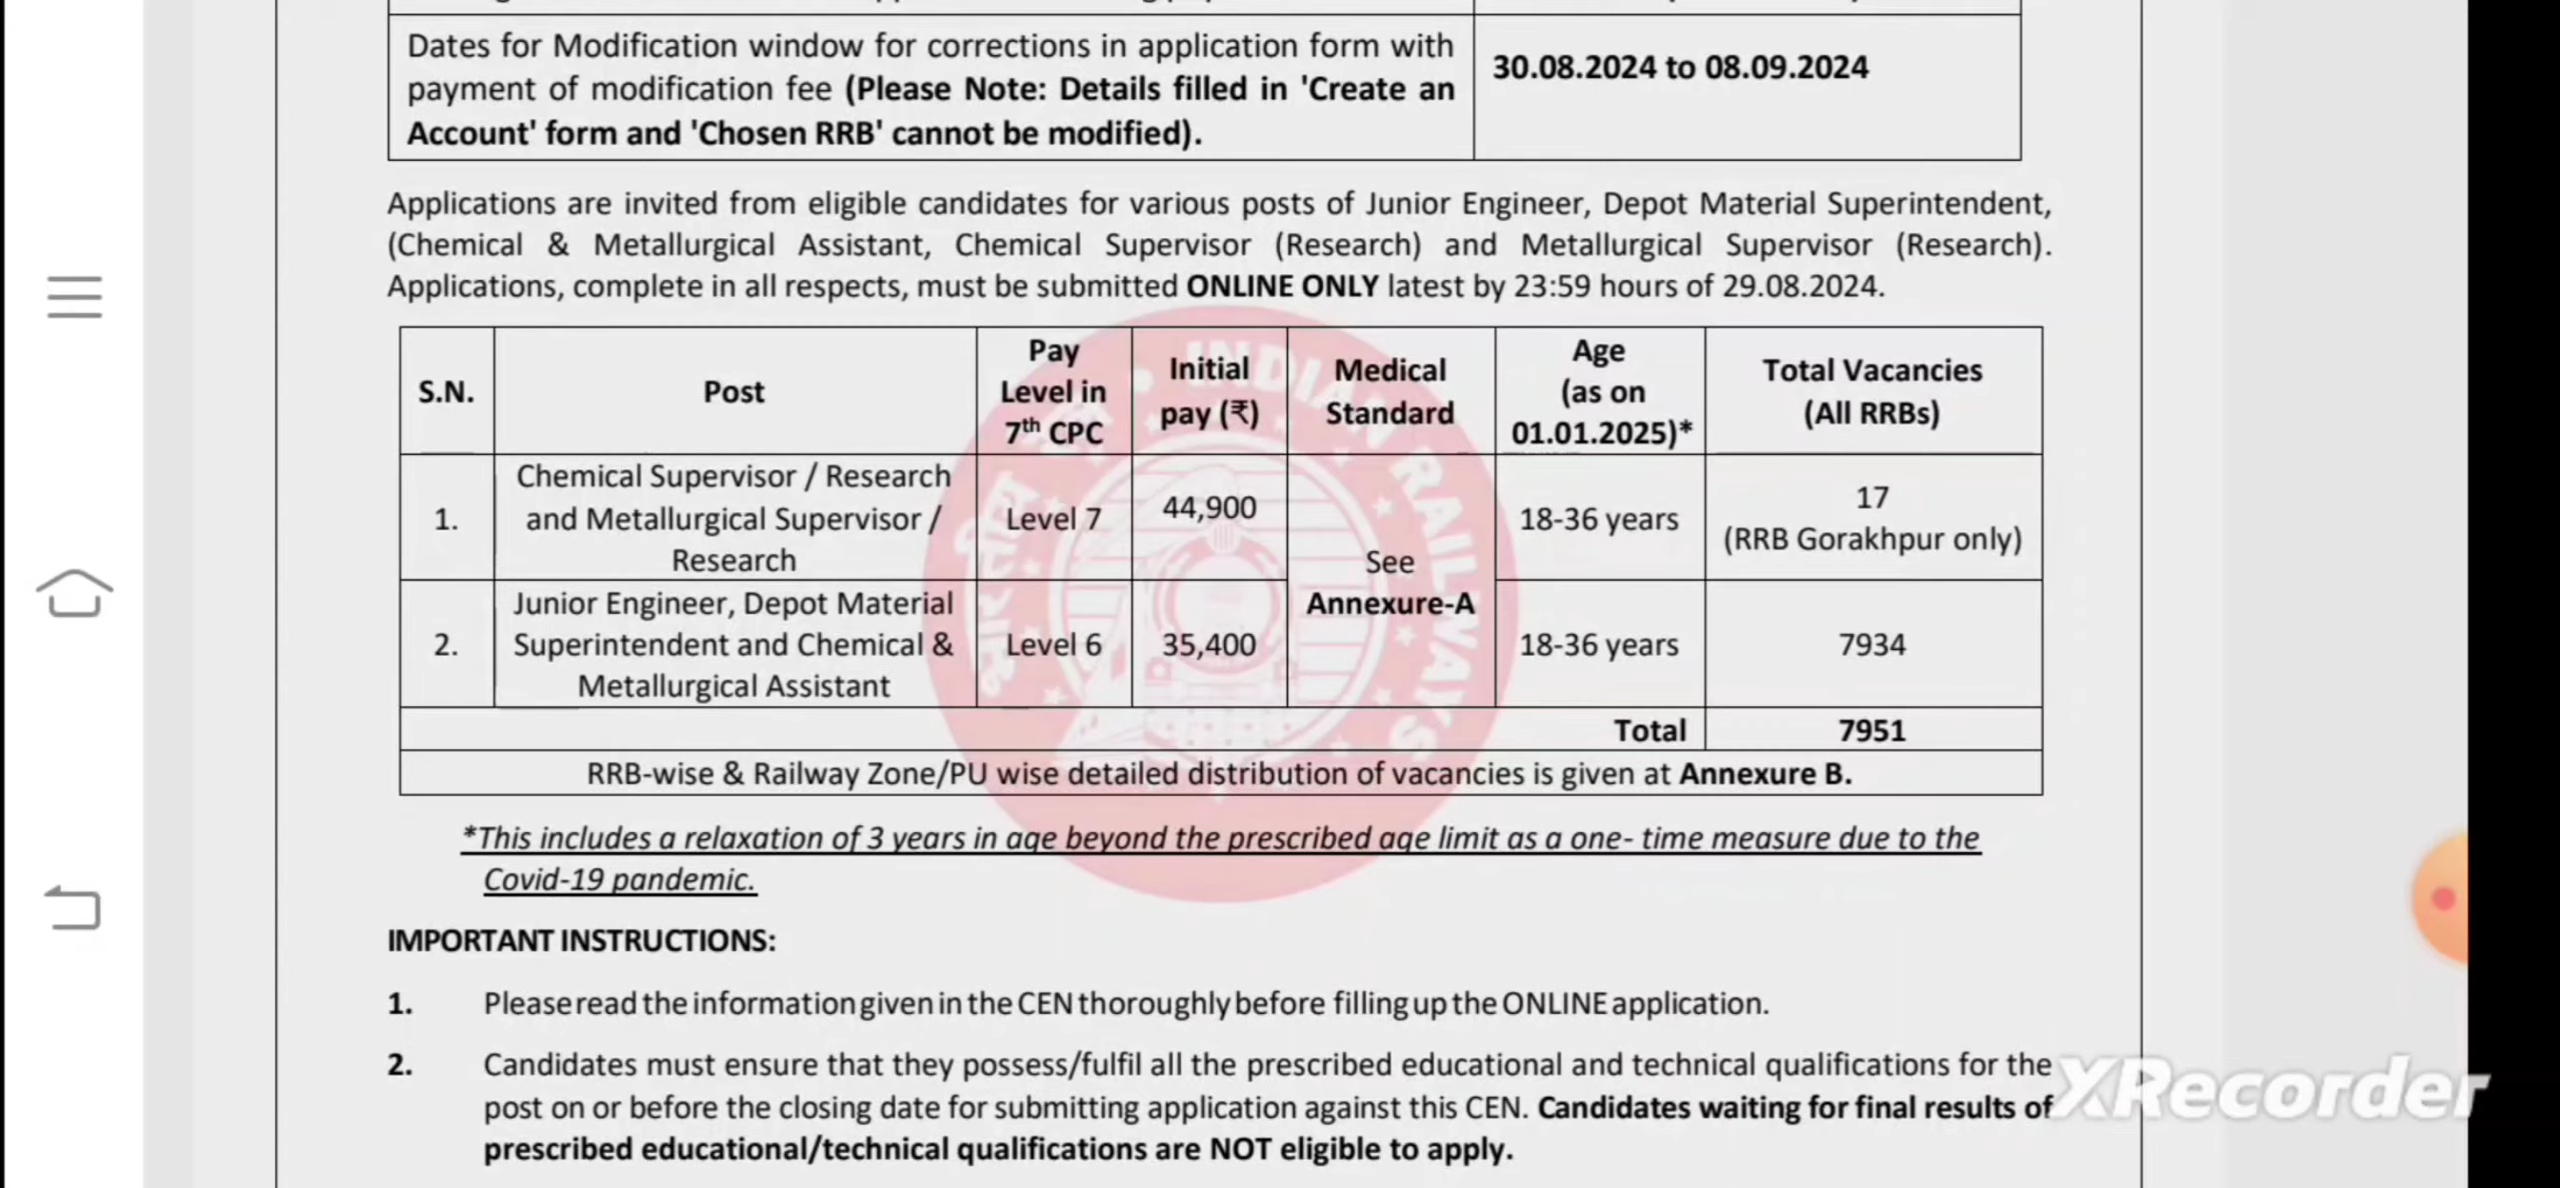 Dates for Modification window for corrections in application form with
payment of modification fee (Please Note: Details filled in 'Create an
Account' form and 'Chosen RRB' cannot be modified).
30.08.2024 to 08.09.2024
Applications are invited from eligible candidates for various posts of Junior Engineer, Depot Material Superintendent,
(Chemical & Metallurgical Assistant, Chemical Supervisor (Research) and Metallurgical Supervisor (Research).
Applications, complete in all respects, must be submitted ONLINE ONLY latest by 23:59 hours of 29.08.2024.
S.N.
Post
Pay
Level in
7th CPC
Initial
pay (₹)
Medical
Standard
Age
(as on
01.01.2025)*
Total Vacancies
(All RRBs)
1.
Chemical Supervisor / Research
and Metallurgical Supervisor /
Research
Level 7
44,900
See
Annexure-A
18-36 years
17
(RRB Gorakhpur only)
2.
Junior Engineer, Depot Material
Superintendent and Chemical &
Metallurgical Assistant
Level 6
35,400
18-36 years
7934
Total
7951
RRB-wise & Railway Zone/PU wise detailed distribution of vacancies is given at Annexure B.
*This includes a relaxation of 3 years in age beyond the prescribed age limit as a one- time measure due to the
Covid-19 pandemic.
IMPORTANT INSTRUCTIONS:
1. Please read the information given in the CEN thoroughly before filling up the ONLINE application.
2. Candidates must ensure that they possess/fulfil all the prescribed educational and technical qualifications for the
post on or before the closing date for submitting application against this CEN. Candidates waiting for final results of
prescribed educational/technical qualifications are NOT eligible to apply.
INDIAN RAILWAYS
XRecorder